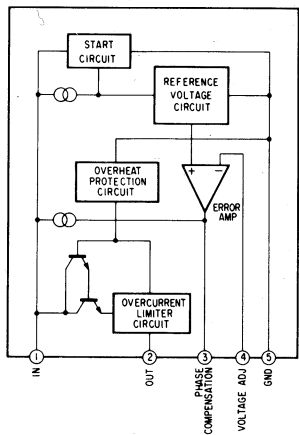 START
CIRCUIT
REFERENCE
VOLTAGE
CIRCUIT
OVERHEAT
PROTECTION
CIRCUIT
+ −
ERROR
AMP
OVERCURRENT
LIMITER
CIRCUIT
1 2 3 4 5
IN
OUT
PHASE
COMPENSATION
VOLTAGE ADJ
GND